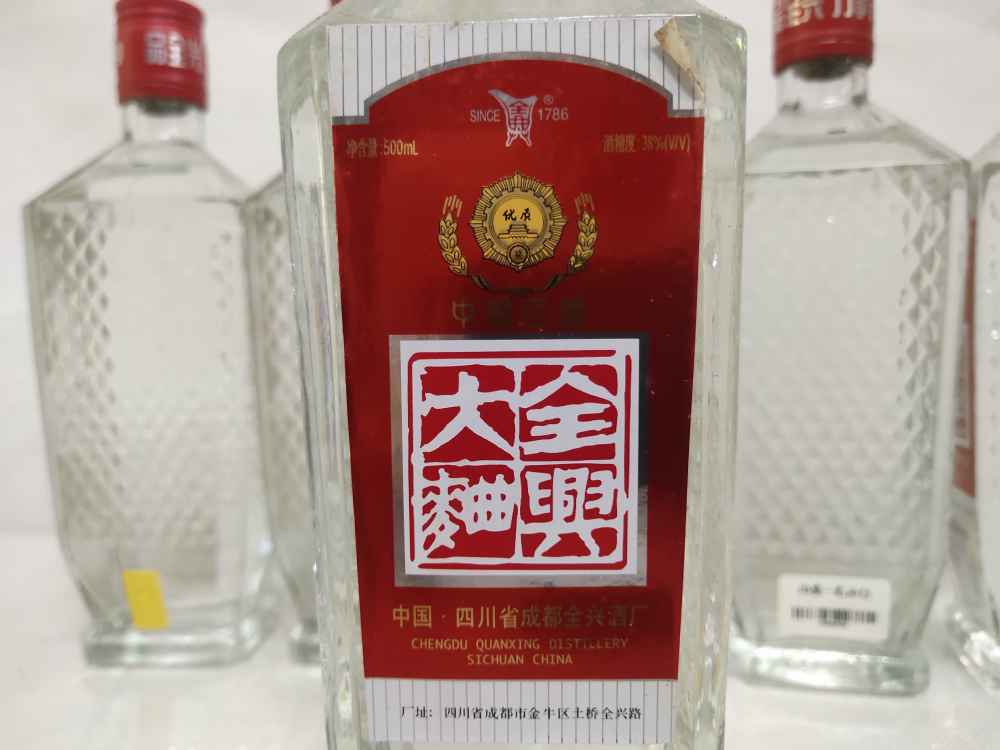 SINCE 全興 ® 1786
净含量:500mL 酒精度:38%(V/V)
优质
全興
大麯
中国·四川省成都全兴酒厂
CHENGDU QUANXING DISTILLERY
SICHUAN CHINA
厂址: 四川省成都市金牛区土桥全兴路